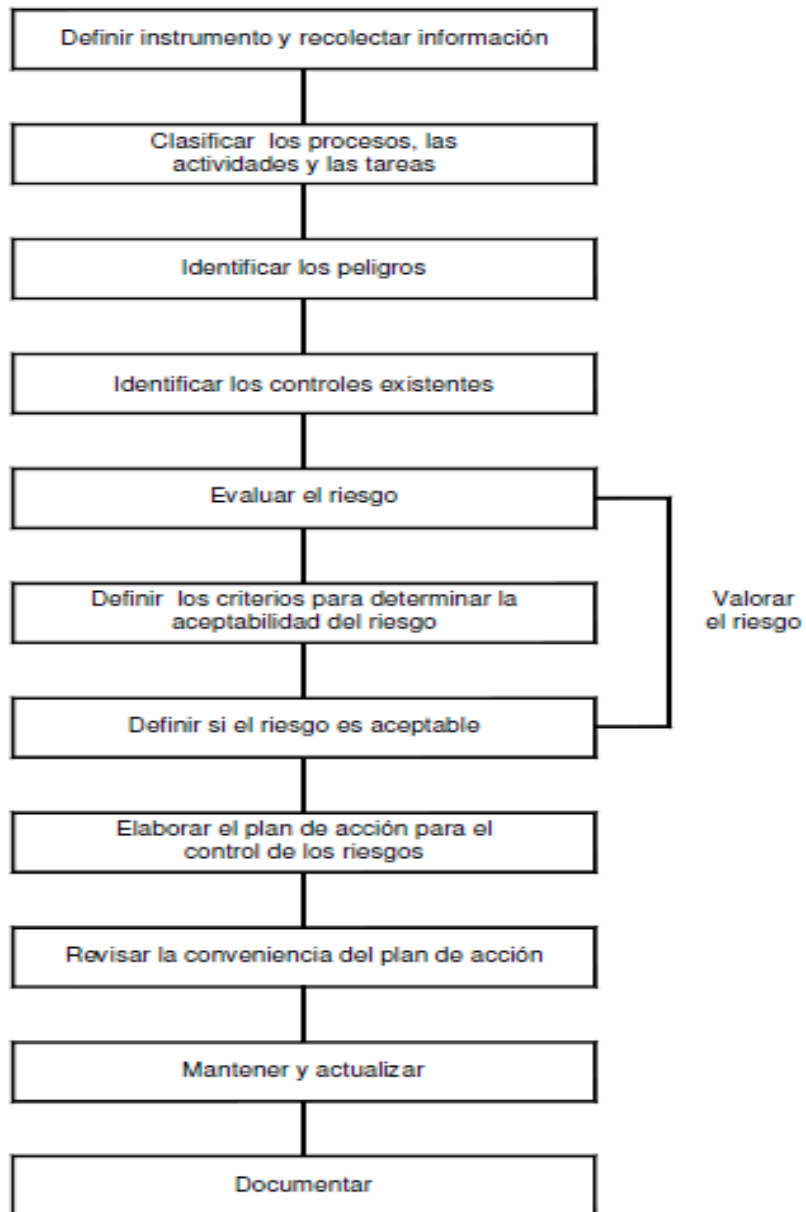 Definir instrumento y recolectar información
Clasificar los procesos, las
actividades y las tareas
Identificar los peligros
Identificar los controles existentes
Evaluar el riesgo
Definir los criterios para determinar la
aceptabilidad del riesgo
Valorar
el riesgo
Definir si el riesgo es aceptable
Elaborar el plan de acción para el
control de los riesgos
Revisar la conveniencia del plan de acción
Mantener y actualizar
Documentar